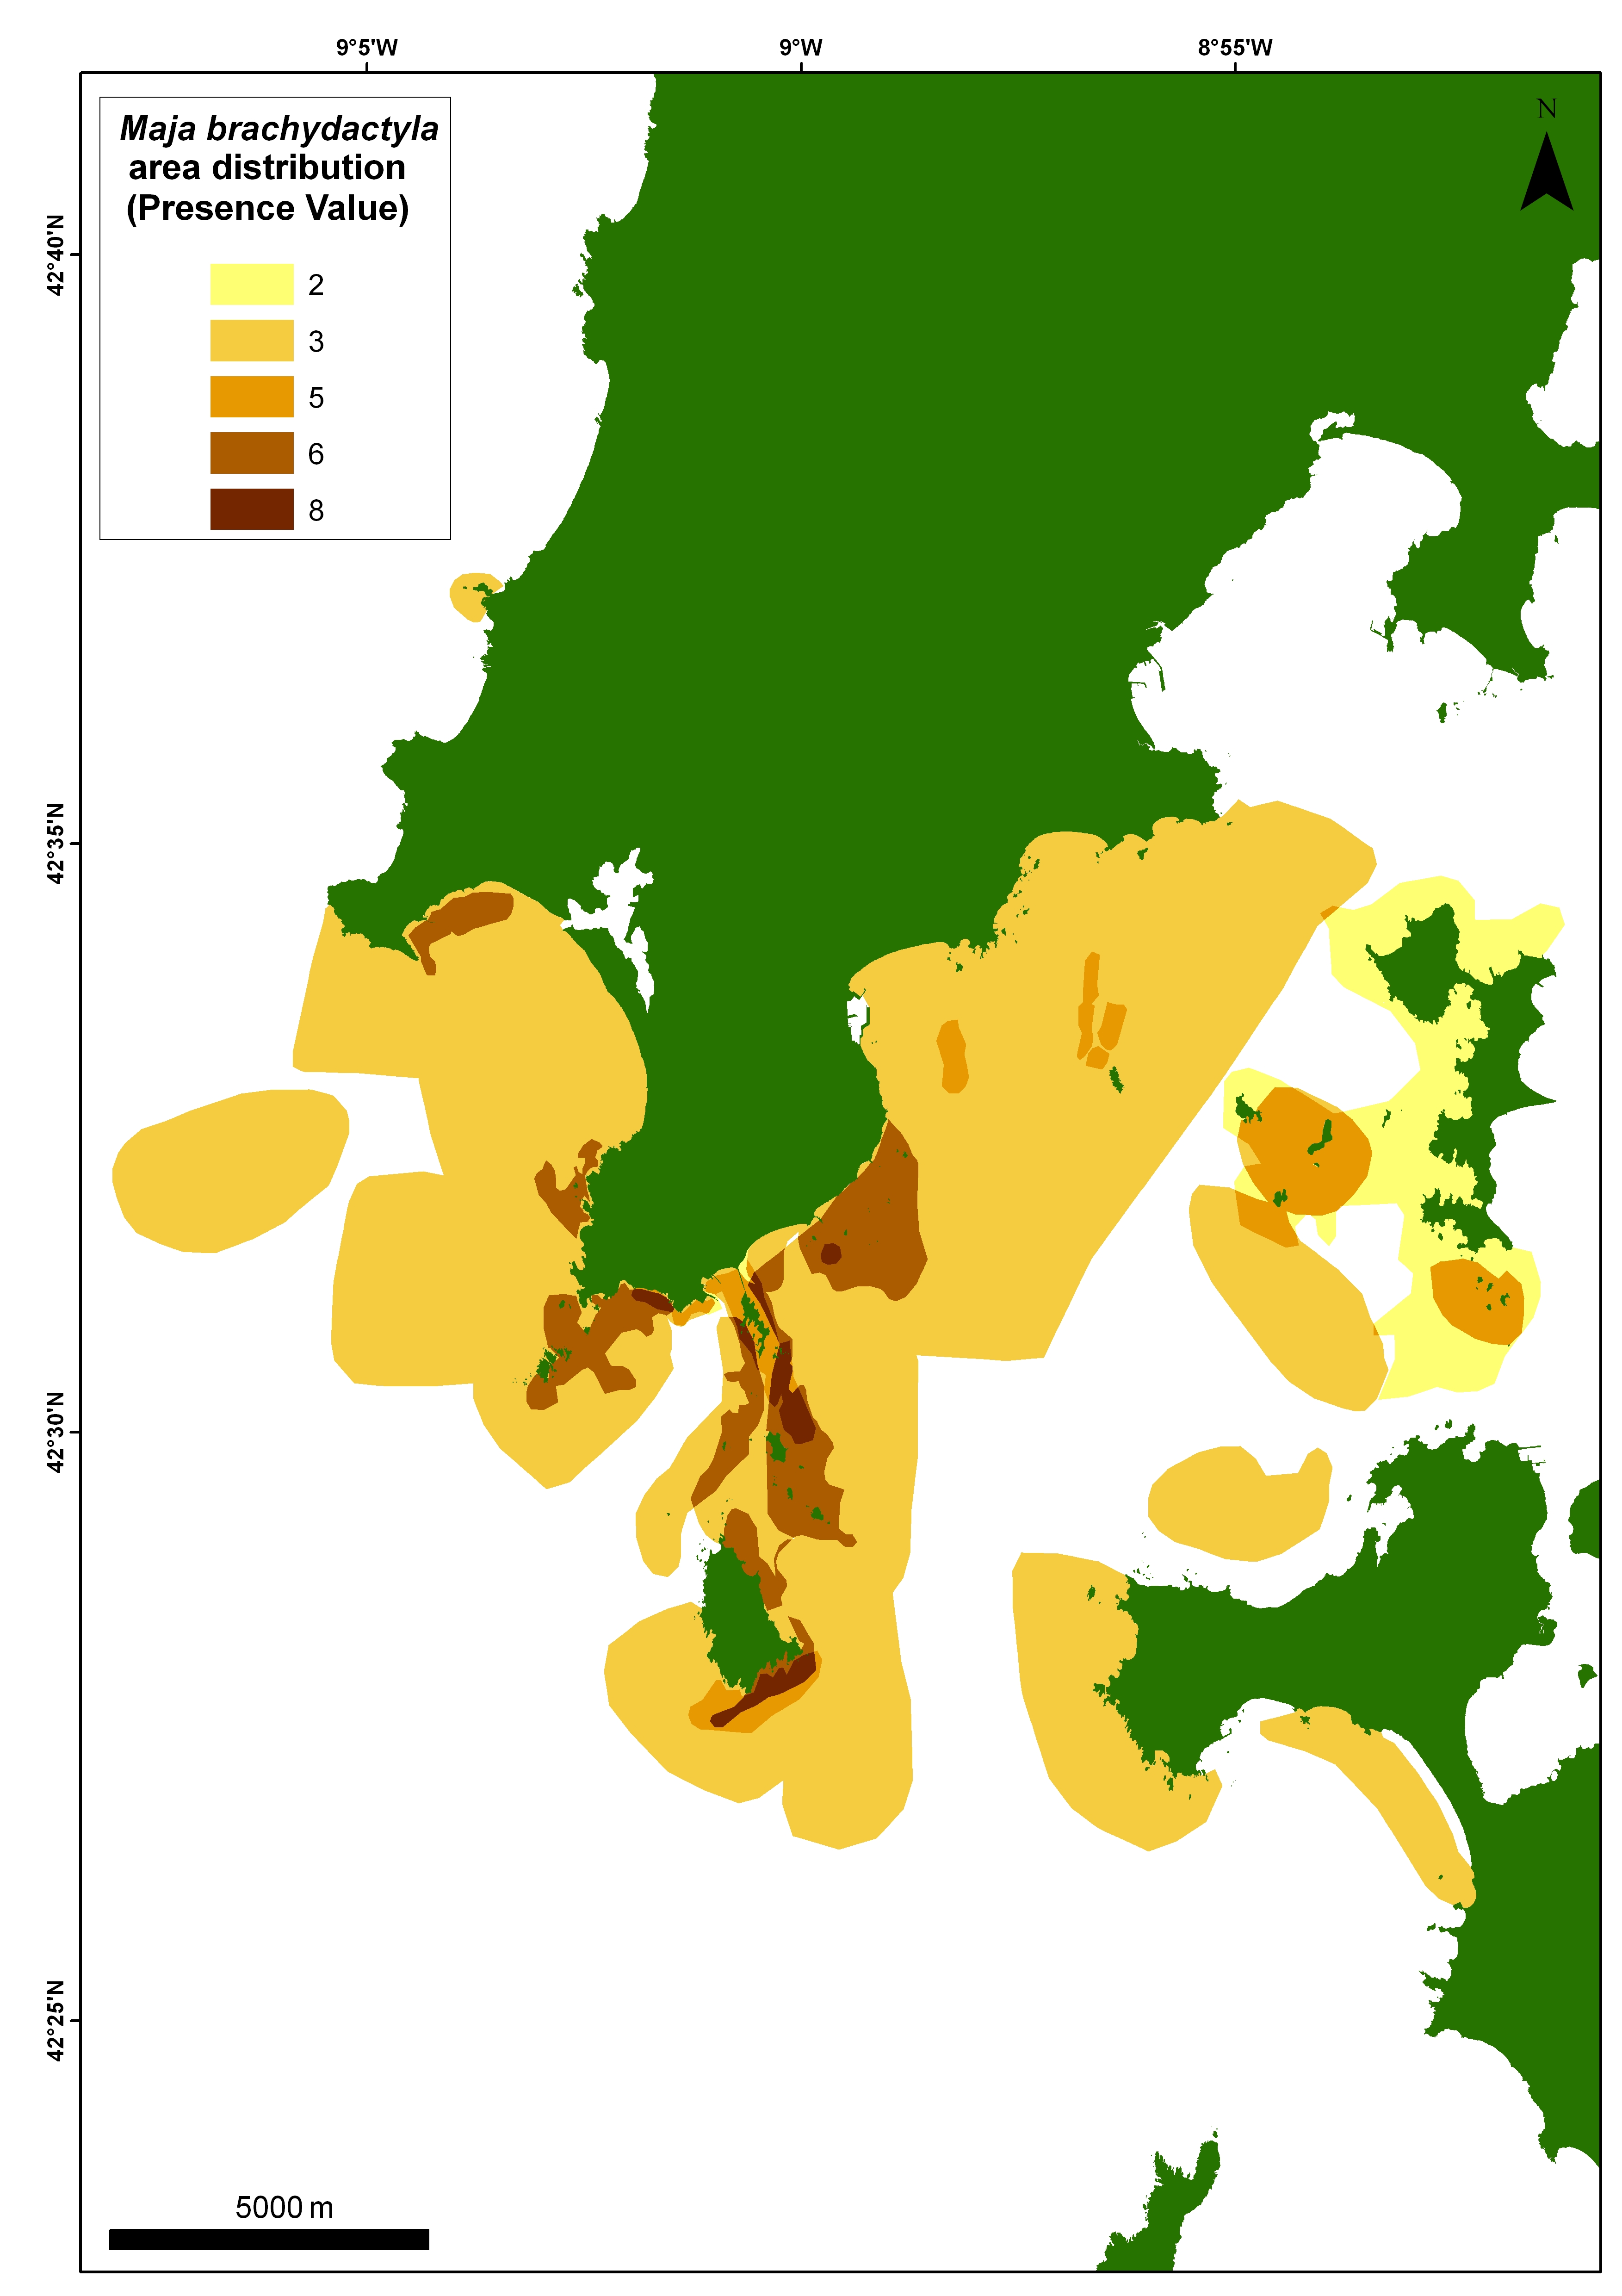 9°5'W 9°W 8°55'W
N
Maja brachydactyla
area distribution
(Presence Value)
2
3
5
6
8
42°40'N
42°35'N
42°30'N
42°25'N
5000 m